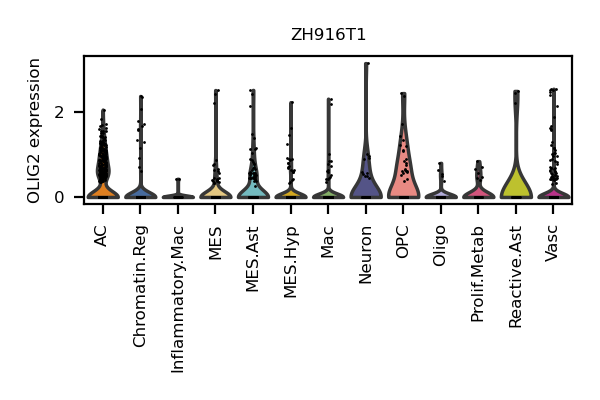 ZH916T1
OLIG2 expression
2
0
AC
Chromatin.Reg
Inflammatory.Mac
MES
MES.Ast
MES.Hyp
Mac
Neuron
OPC
Oligo
Prolif.Metab
Reactive.Ast
Vasc